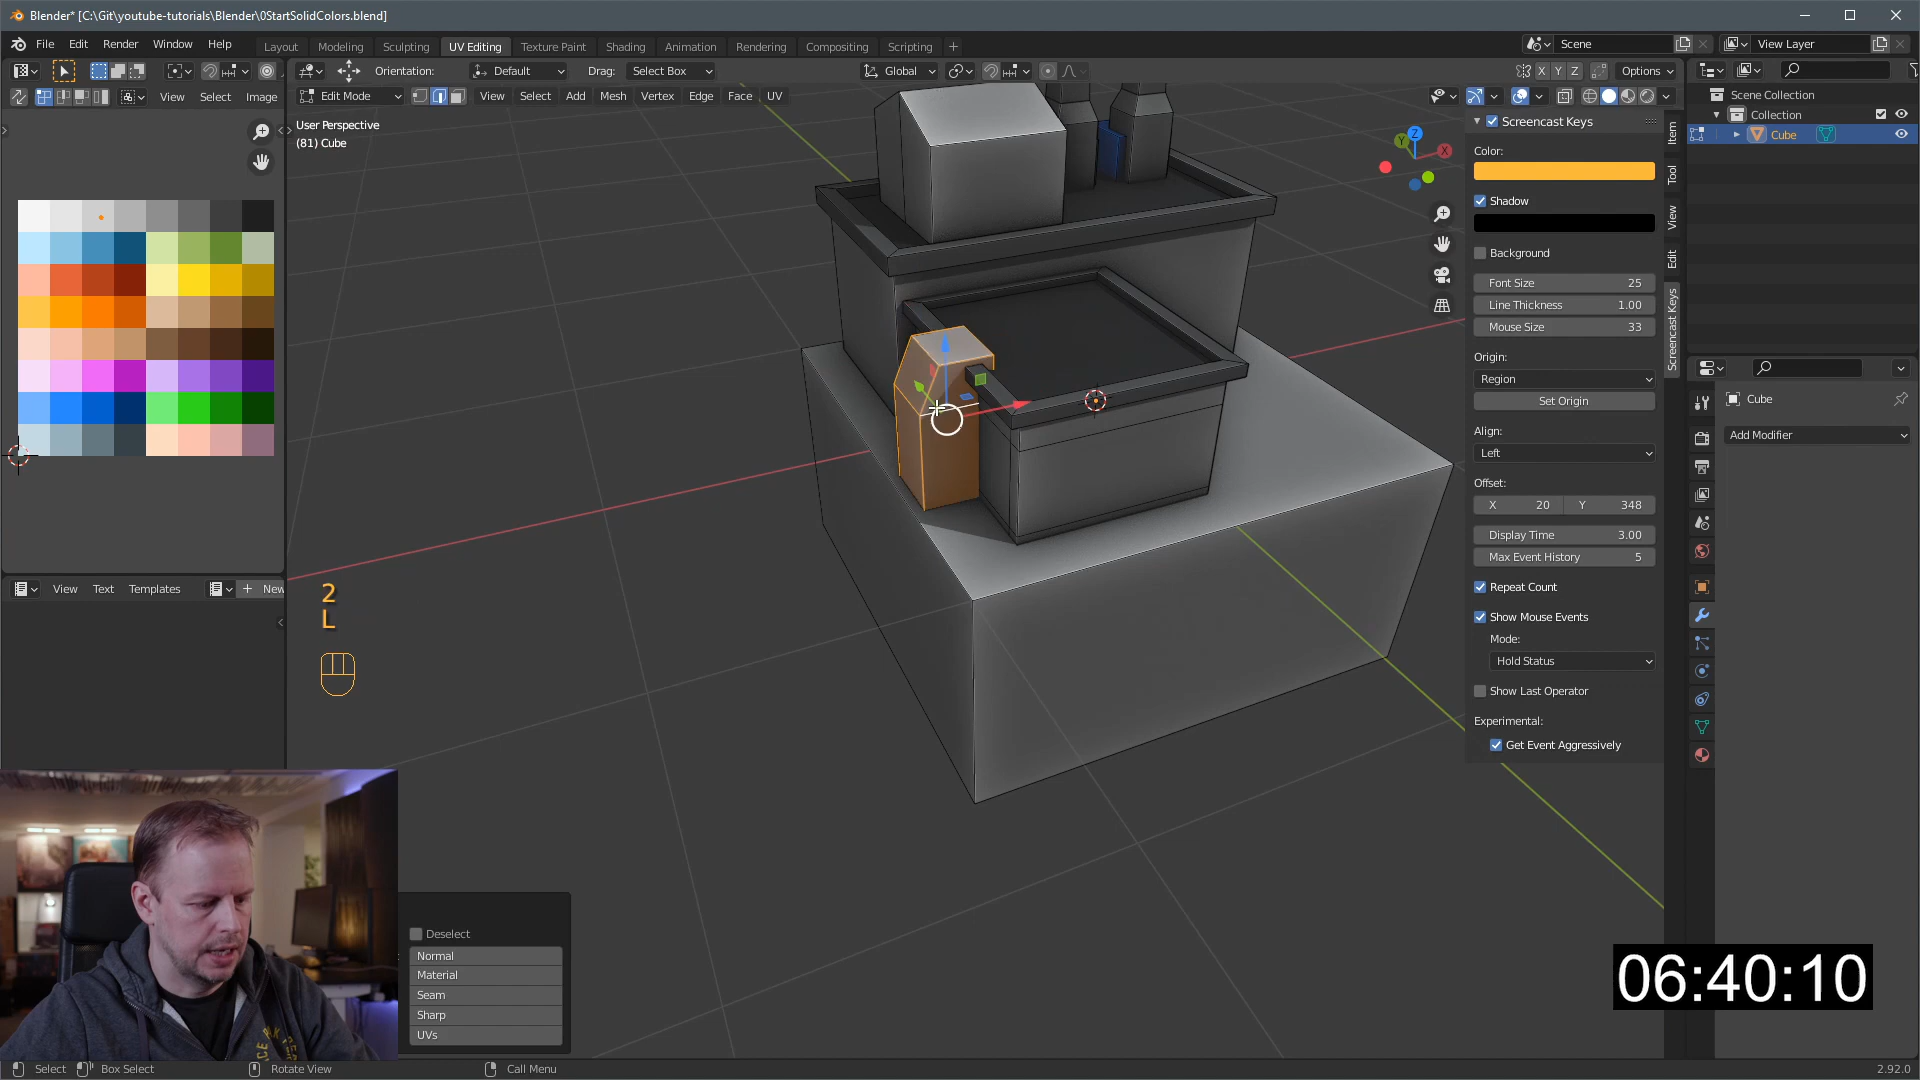 Blender* [C:\Git\youtube-tutorials\Blender\0StartSolidColors.blend]
File Edit Render Window Help
Layout Modeling Sculpting UV Editing Texture Paint Shading Animation Rendering Compositing Scripting +
Scene
View Layer
Orientation: Default Drag: Select Box
Global
X Y Z
Options
View Select Image
Edit Mode
View Select Add Mesh Vertex Edge Face UV
User Perspective
(81) Cube
Z
Y
X
Scene Collection
Collection
Cube
Screencast Keys
Color:
Shadow
Background
Font Size 25
Line Thickness 1.00
Mouse Size 33
Origin:
Region
Set Origin
Align:
Left
Offset:
X 20 Y 348
Display Time 3.00
Max Event History 5
Repeat Count
Show Mouse Events
Mode:
Hold Status
Show Last Operator
Experimental:
Get Event Aggressively
Item
Tool
View
Edit
Screencast Keys
Cube
Add Modifier
View Text Templates
+ New
2
L
Deselect
Normal
Material
Seam
Sharp
UVs
06:40:10
Select Box Select Rotate View Call Menu
2.92.0